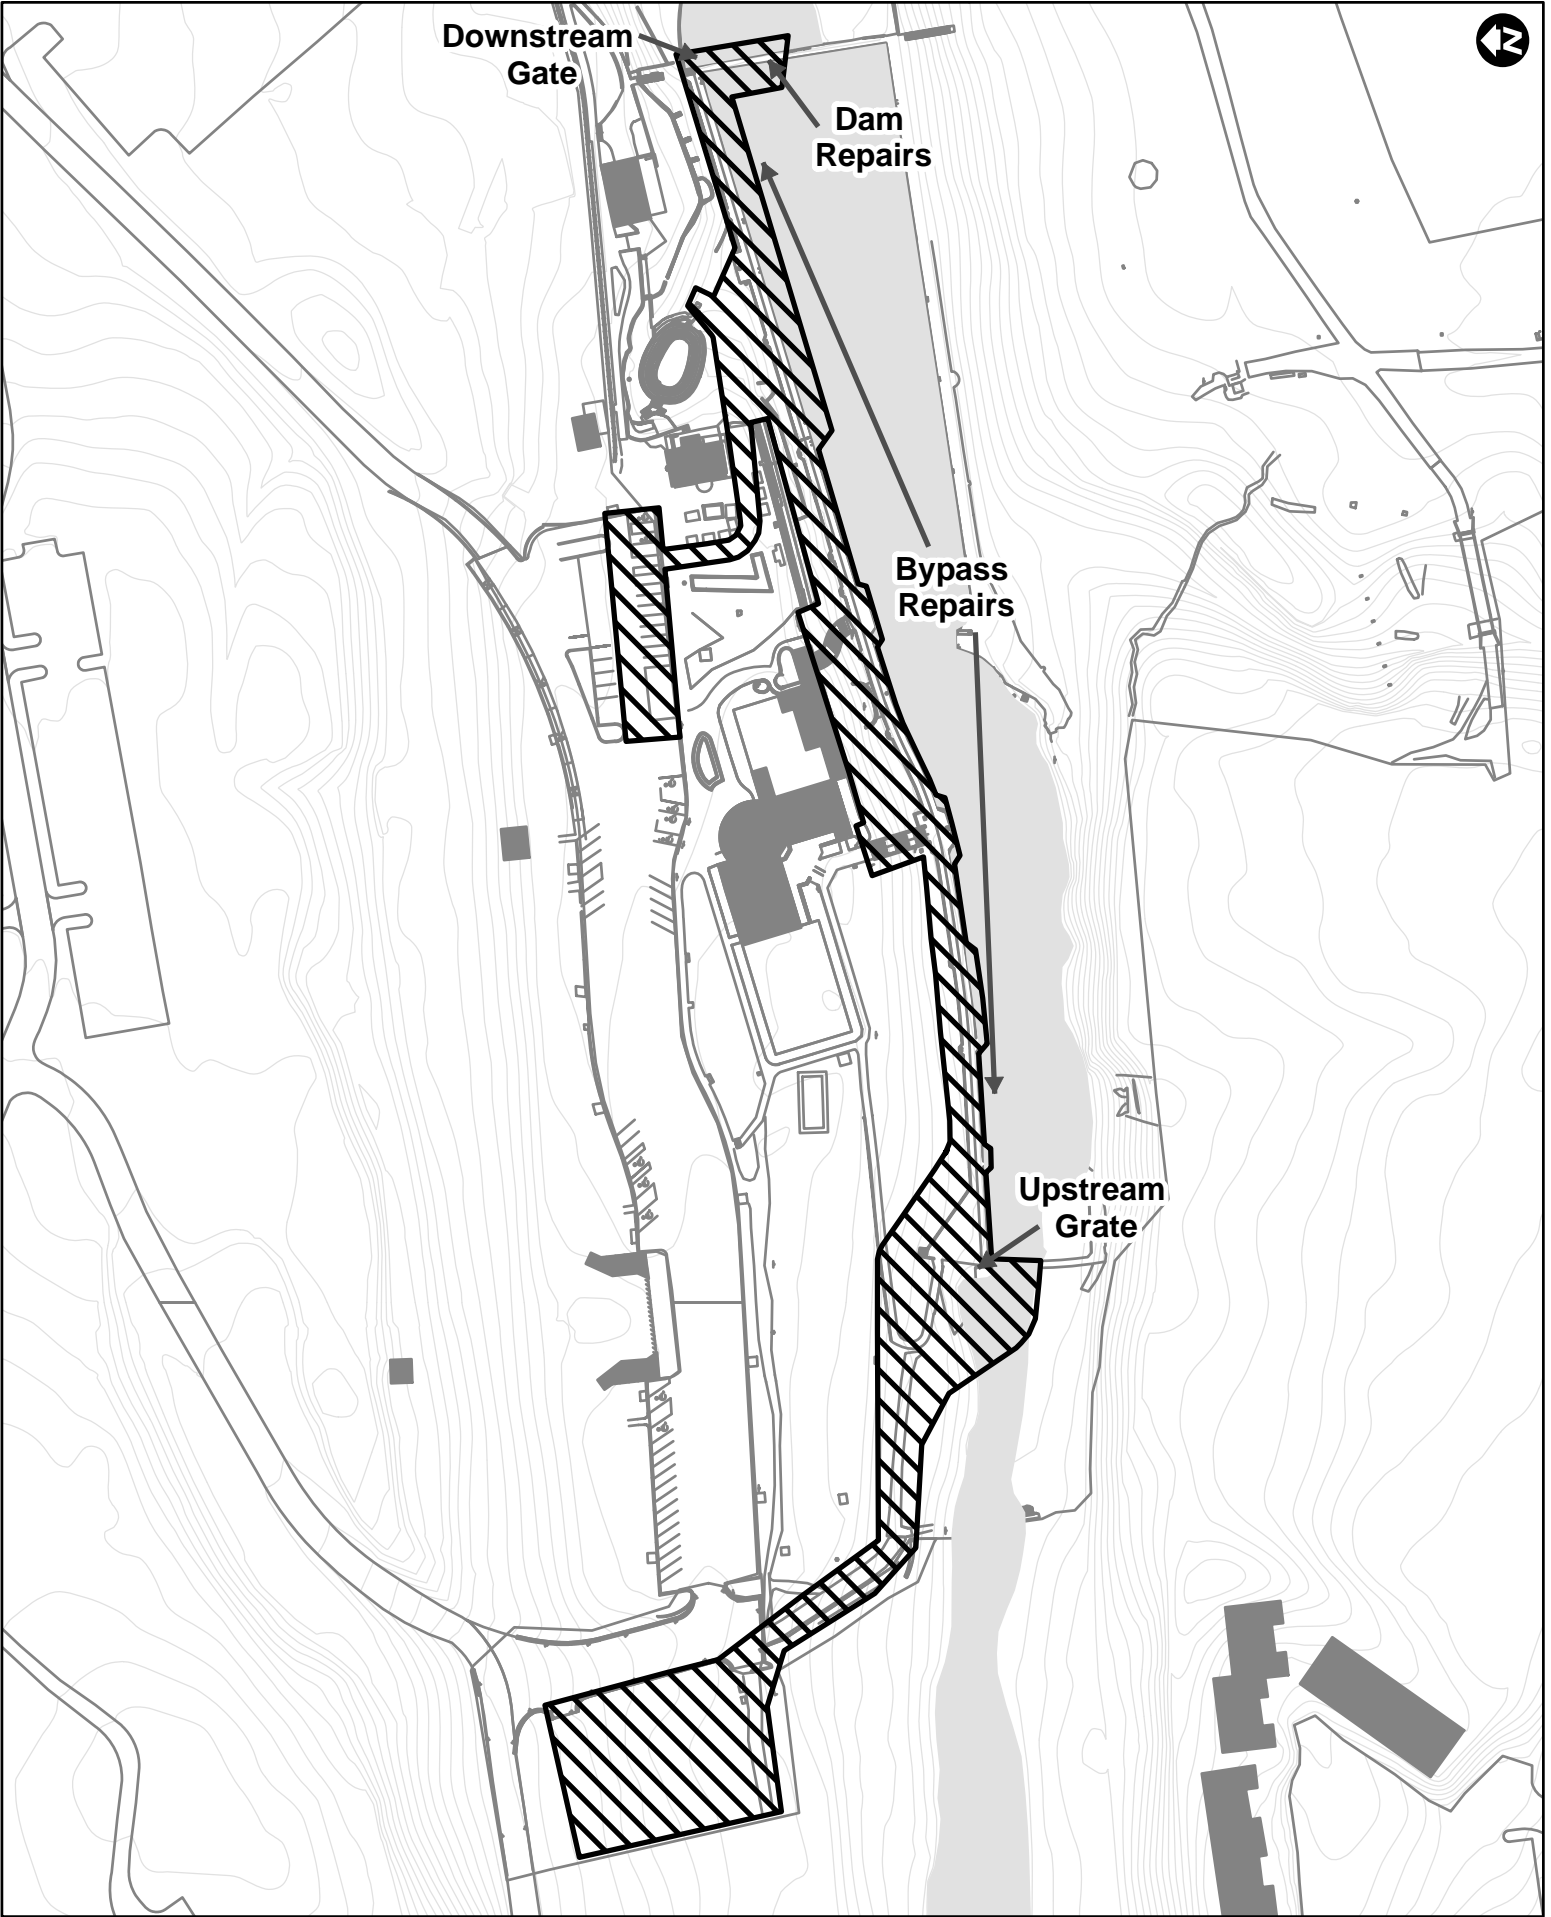 Downstream
Gate
Dam
Repairs
Bypass
Repairs
Upstream
Grate
N